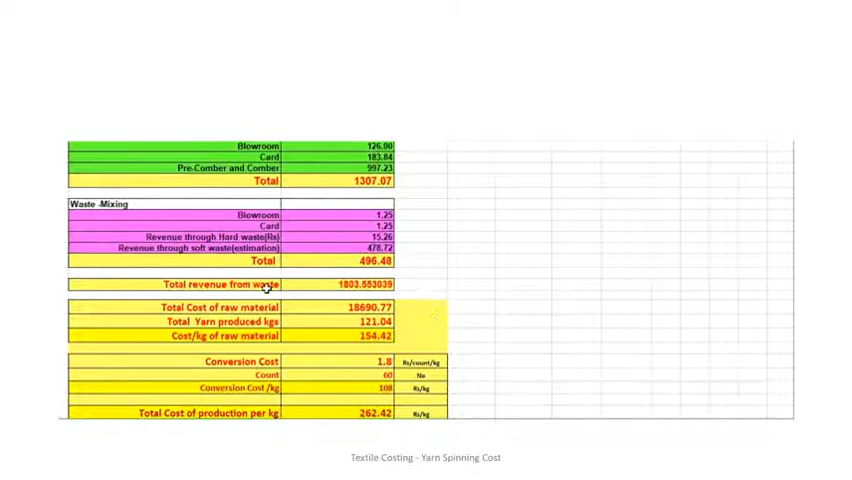 Blowroom 126.00
Card 183.84
Pre-Comber and Comber 997.23
Total 1307.07
Waste -Mixing
Blowroom 1.25
Card 1.25
Revenue through Hard waste(Rs) 15.26
Revenue through soft waste(estimation) 478.72
Total 496.48
Total revenue from waste 1803.553039
Total Cost of raw material 18690.77
Total Yarn produced kgs 121.04
Cost/kg of raw material 154.42
Conversion Cost 1.8 Rs/count/kg
Count 60 No
Conversion Cost /kg 108 Rs/kg
Total Cost of production per kg 262.42 Rs/kg
Textile Costing - Yarn Spinning Cost